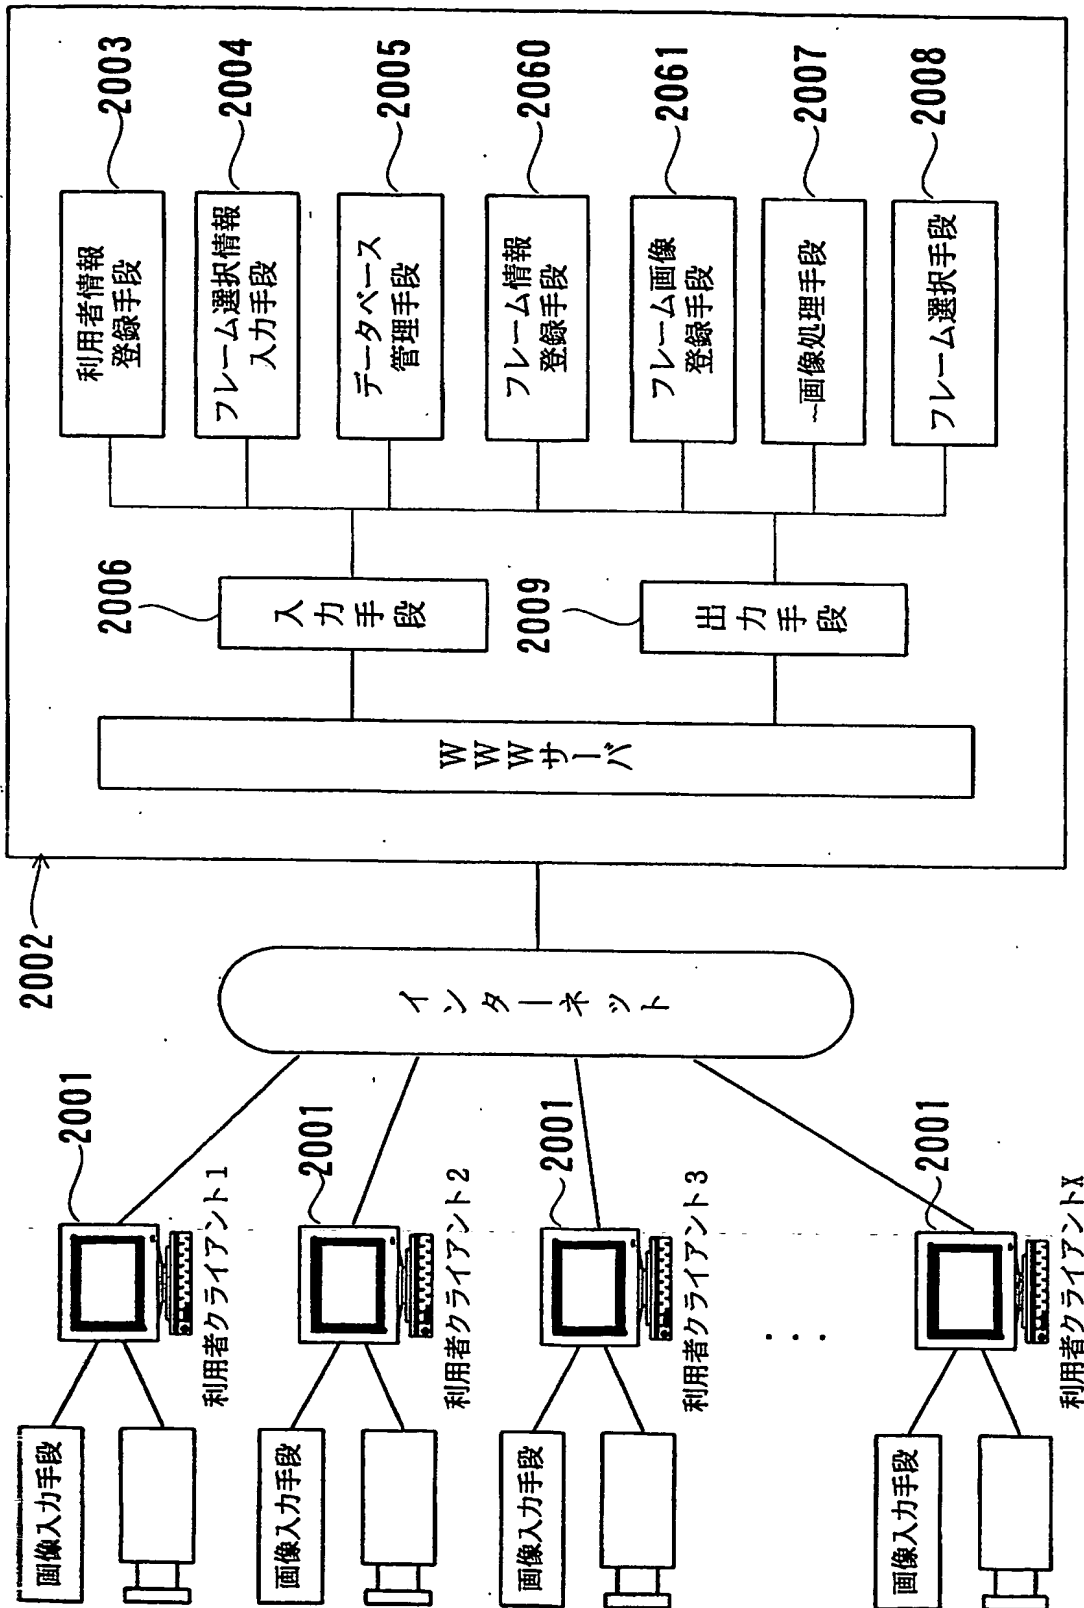 2003
利用者情報
登録手段
2004
フレーム選択情報
入力手段
2005
データベース
管理手段
2060
フレーム情報
登録手段
2061
フレーム画像
登録手段
2007
画像処理手段
2008
フレーム選択手段
2006
入力手段
2009
出力手段
WWWサーバ
2002
インターネット
2001
利用者クライアント1
画像入力手段
2001
利用者クライアント2
画像入力手段
2001
利用者クライアント3
画像入力手段
...
2001
利用者クライアントX
画像入力手段